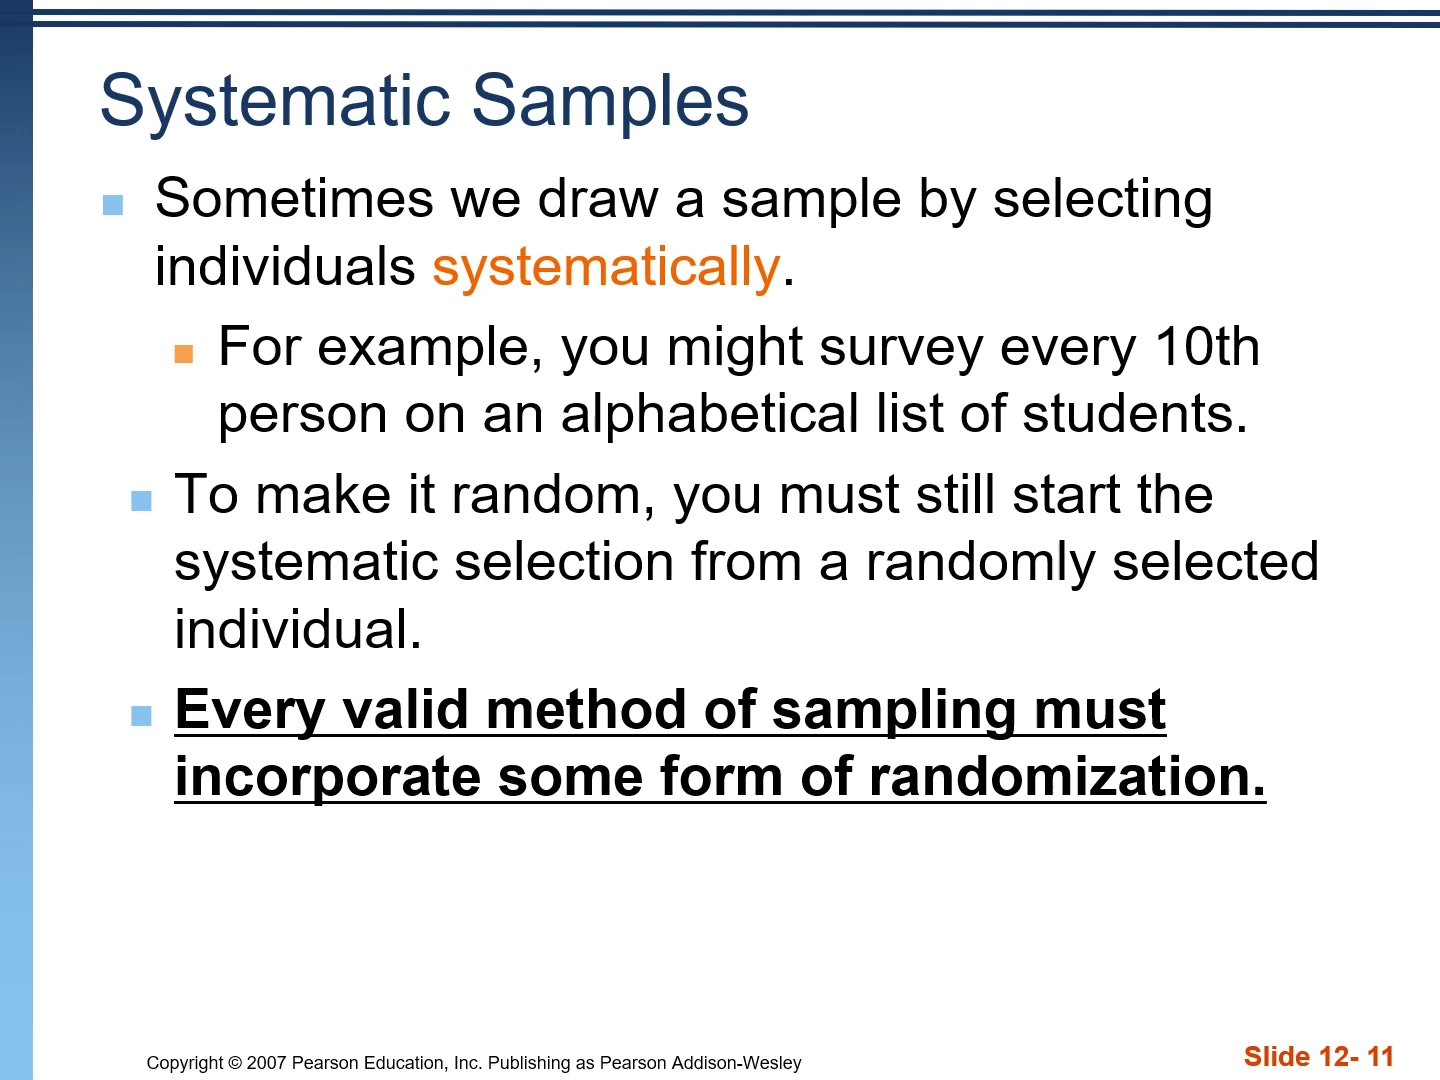 Systematic Samples
Sometimes we draw a sample by selecting
individuals systematically.
For example, you might survey every 10th
person on an alphabetical list of students.
To make it random, you must still start the
systematic selection from a randomly selected
individual.
Every valid method of sampling must
incorporate some form of randomization.
Copyright © 2007 Pearson Education, Inc. Publishing as Pearson Addison-Wesley
Slide 12- 11